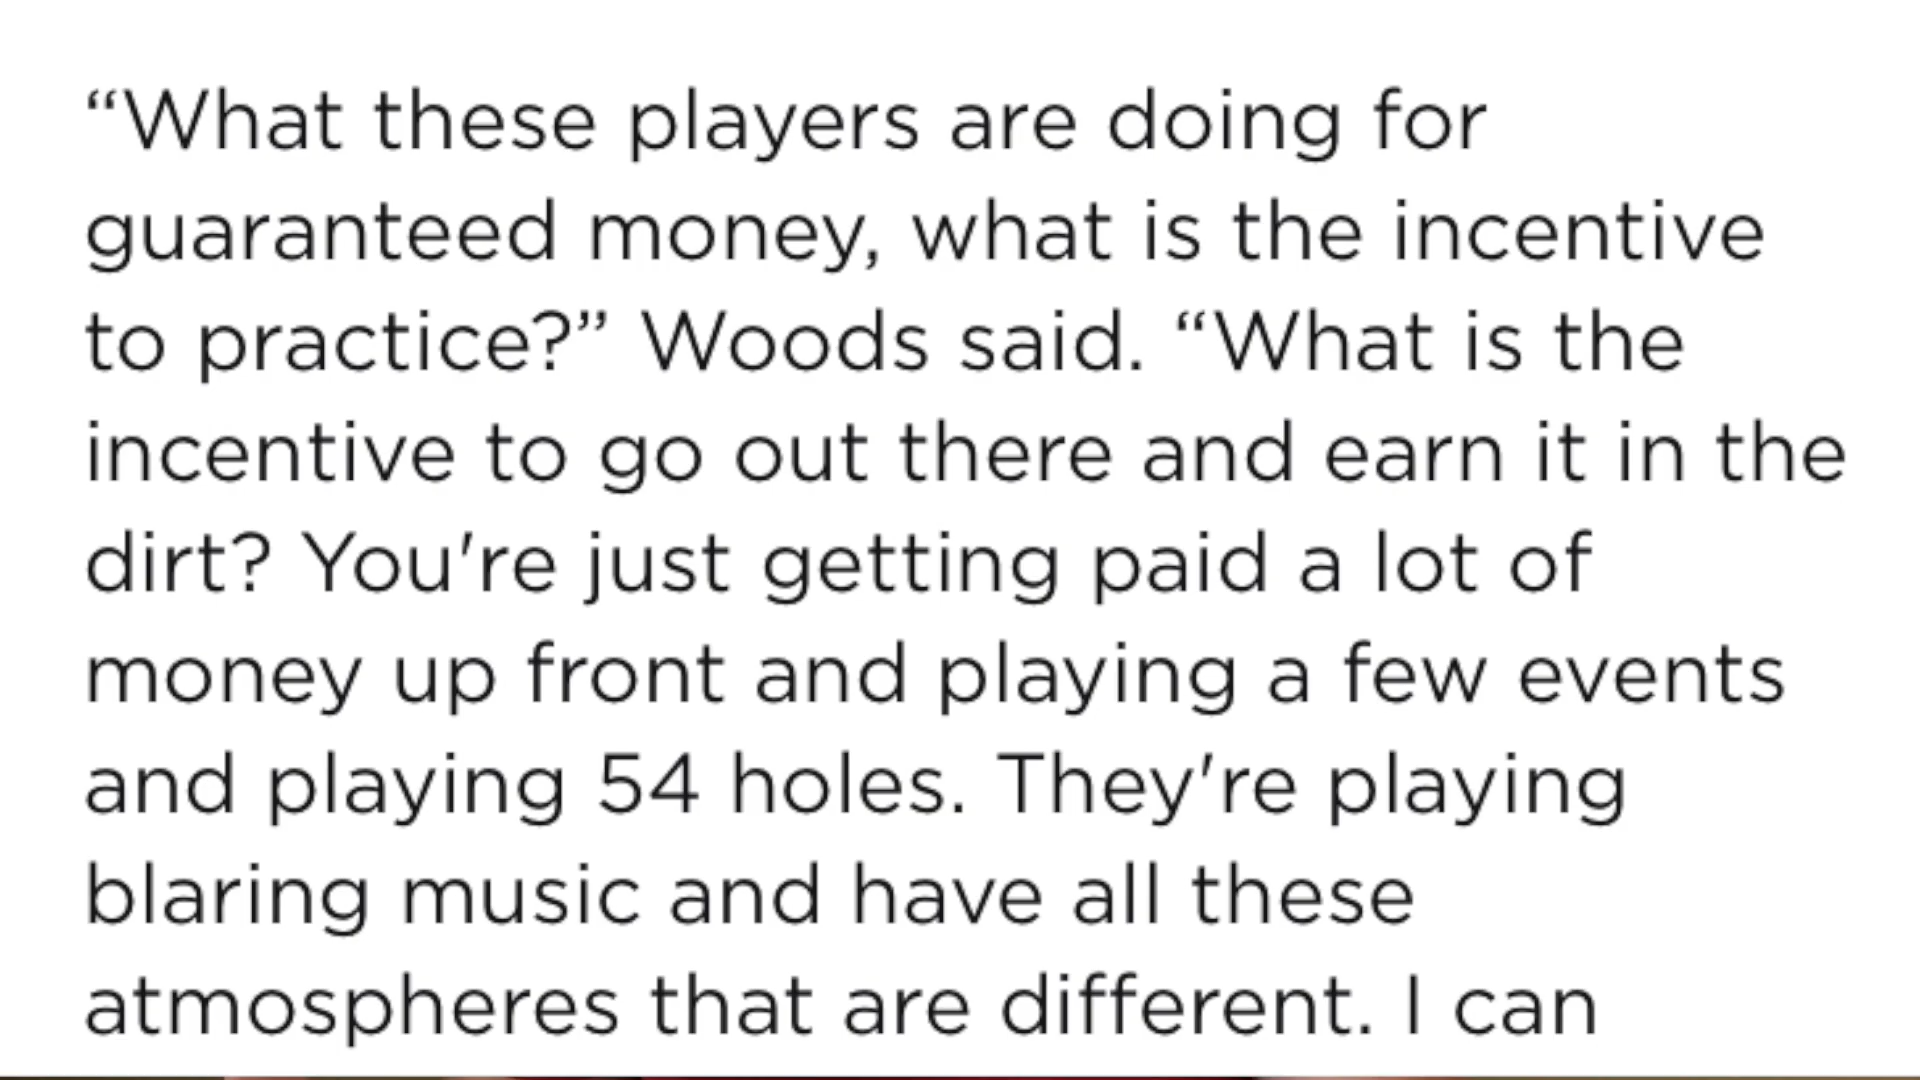 “What these players are doing for
guaranteed money, what is the incentive
to practice?” Woods said. “What is the
incentive to go out there and earn it in the
dirt? You're just getting paid a lot of
money up front and playing a few events
and playing 54 holes. They're playing
blaring music and have all these
atmospheres that are different. I can